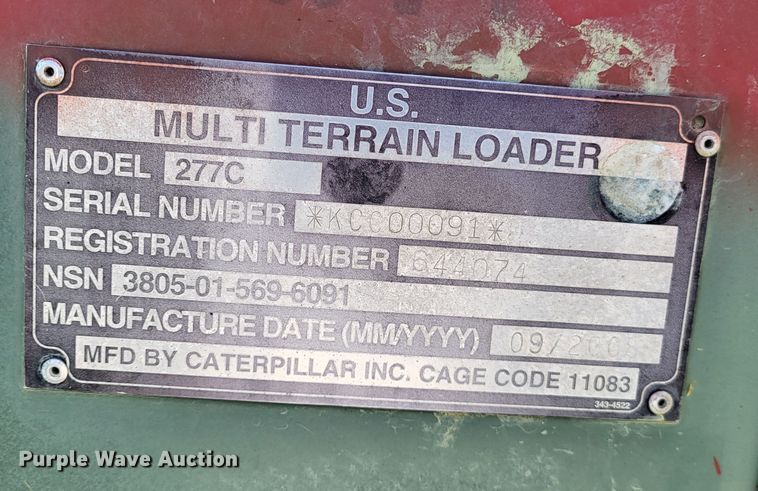 U.S.
MULTI TERRAIN LOADER
MODEL 277C
SERIAL NUMBER *KCC00091*
REGISTRATION NUMBER 644074
NSN 3805-01-569-6091
MANUFACTURE DATE (MM/YYYY)
MFD BY CATERPILLAR INC. CAGE CODE 11083
343-4522
Purple Wave Auction